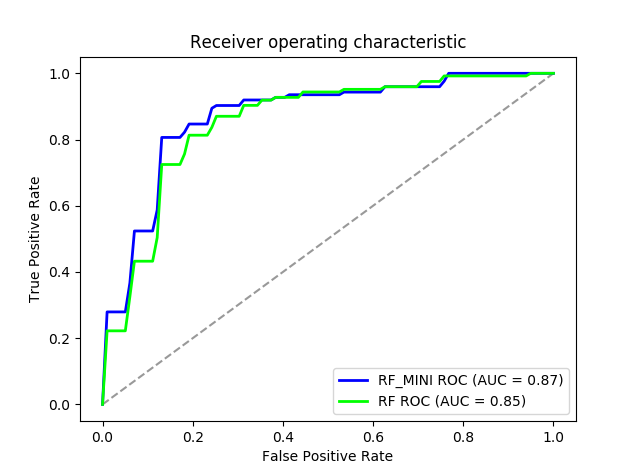 Receiver operating characteristic
True Positive Rate
1.0
0.8
0.6
0.4
0.2
0.0
RF_MINI ROC (AUC = 0.87)
RF ROC (AUC = 0.85)
0.0 0.2 0.4 0.6 0.8 1.0
False Positive Rate